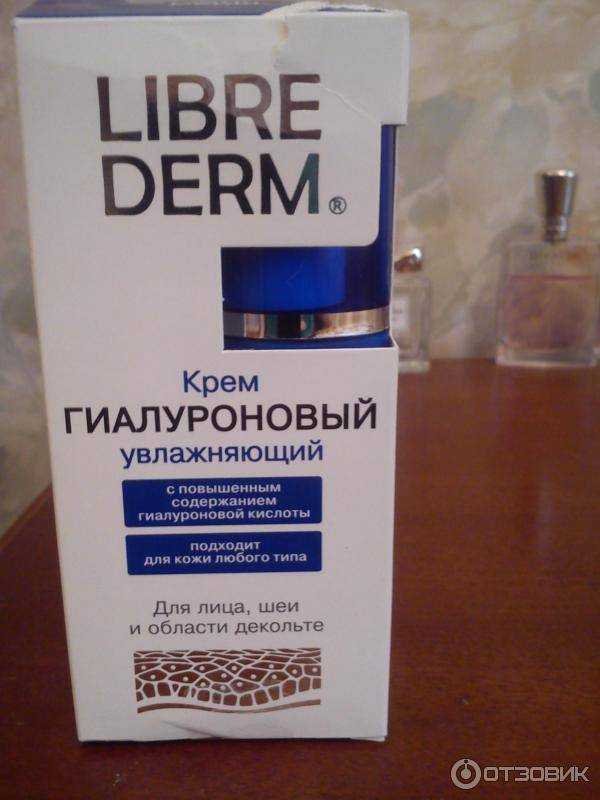 LIBRE
DERM®
Крем
ГИАЛУРОНОВЫЙ
увлажняющий
с повышенным
содержанием
гиалуроновой кислоты
подходит
для кожи любого типа
Для лица, шеи
и области декольте
ОТЗОВИК